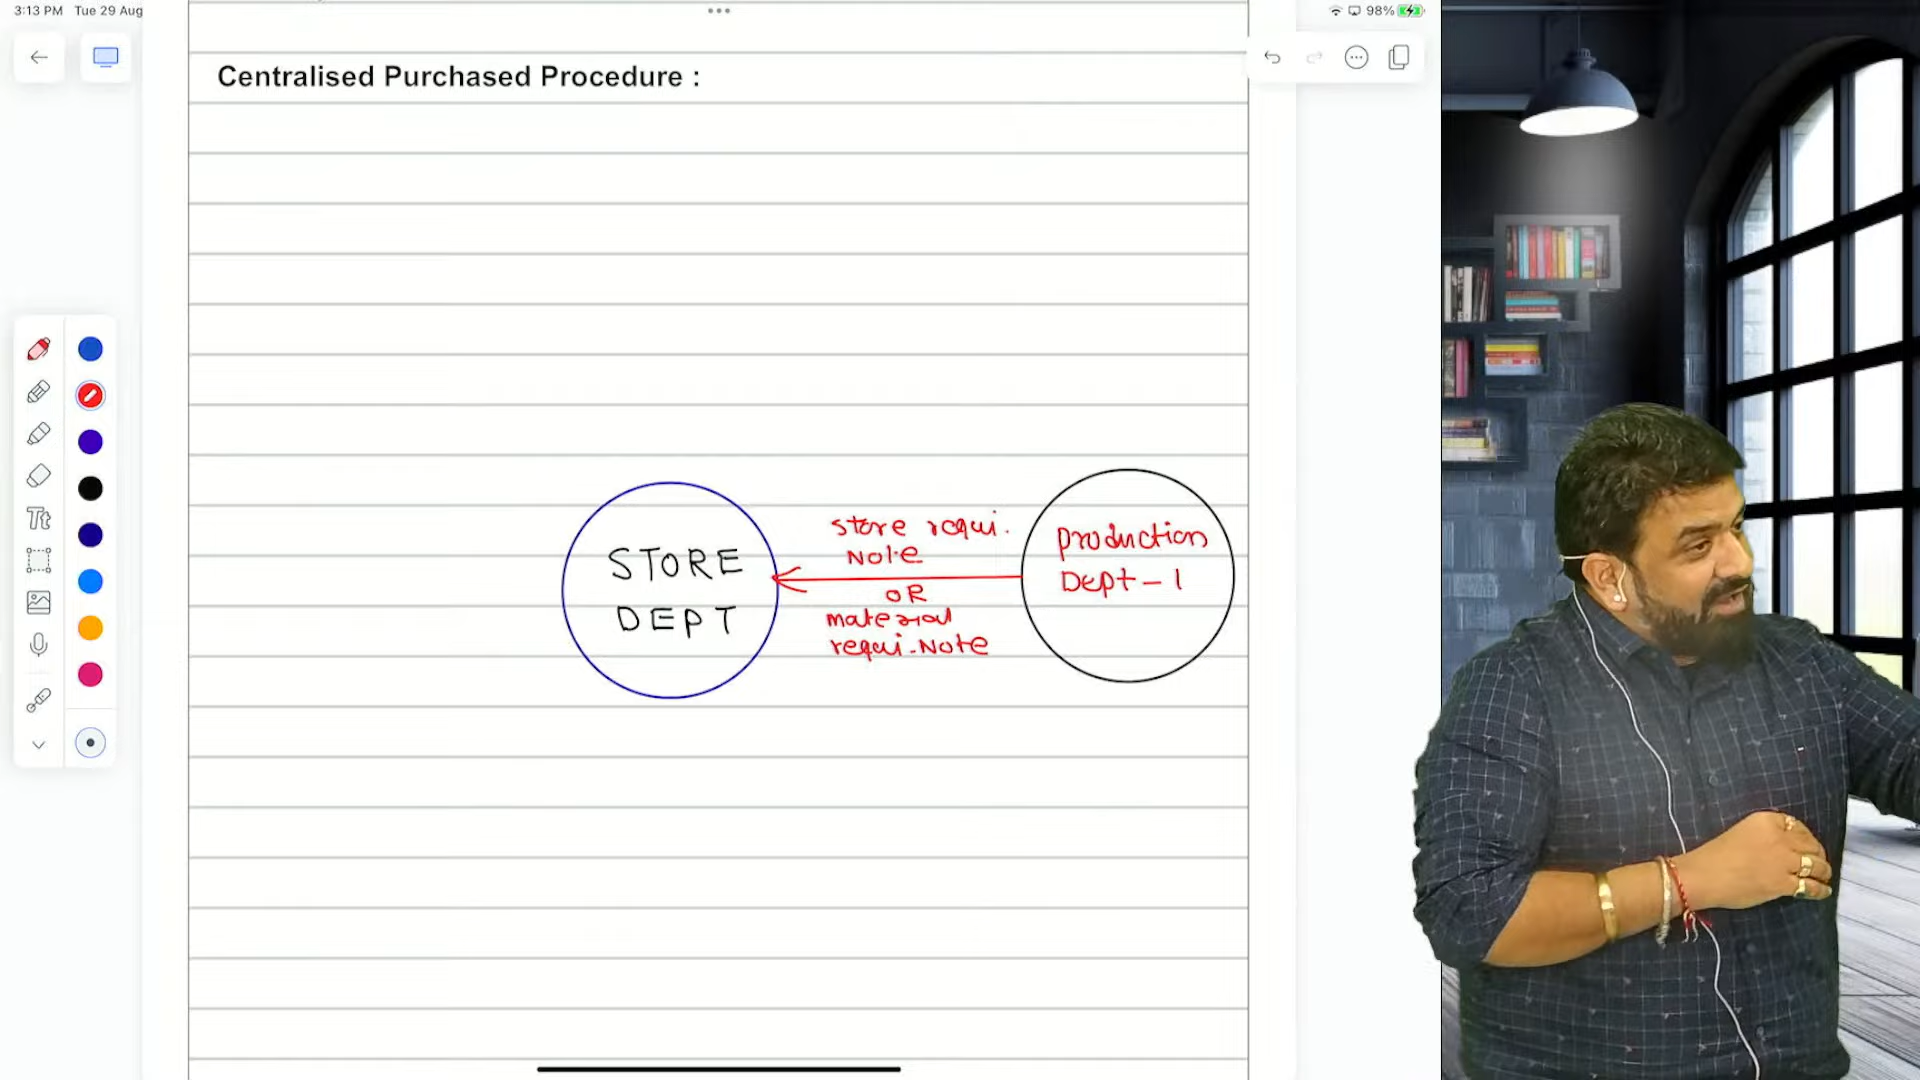 3:13 PM Tue 29 Aug
98%
Centralised Purchased Procedure :
Tt
store requi.
Note
OR
material
requi. Note
STORE
DEPT
production
Dept - 1